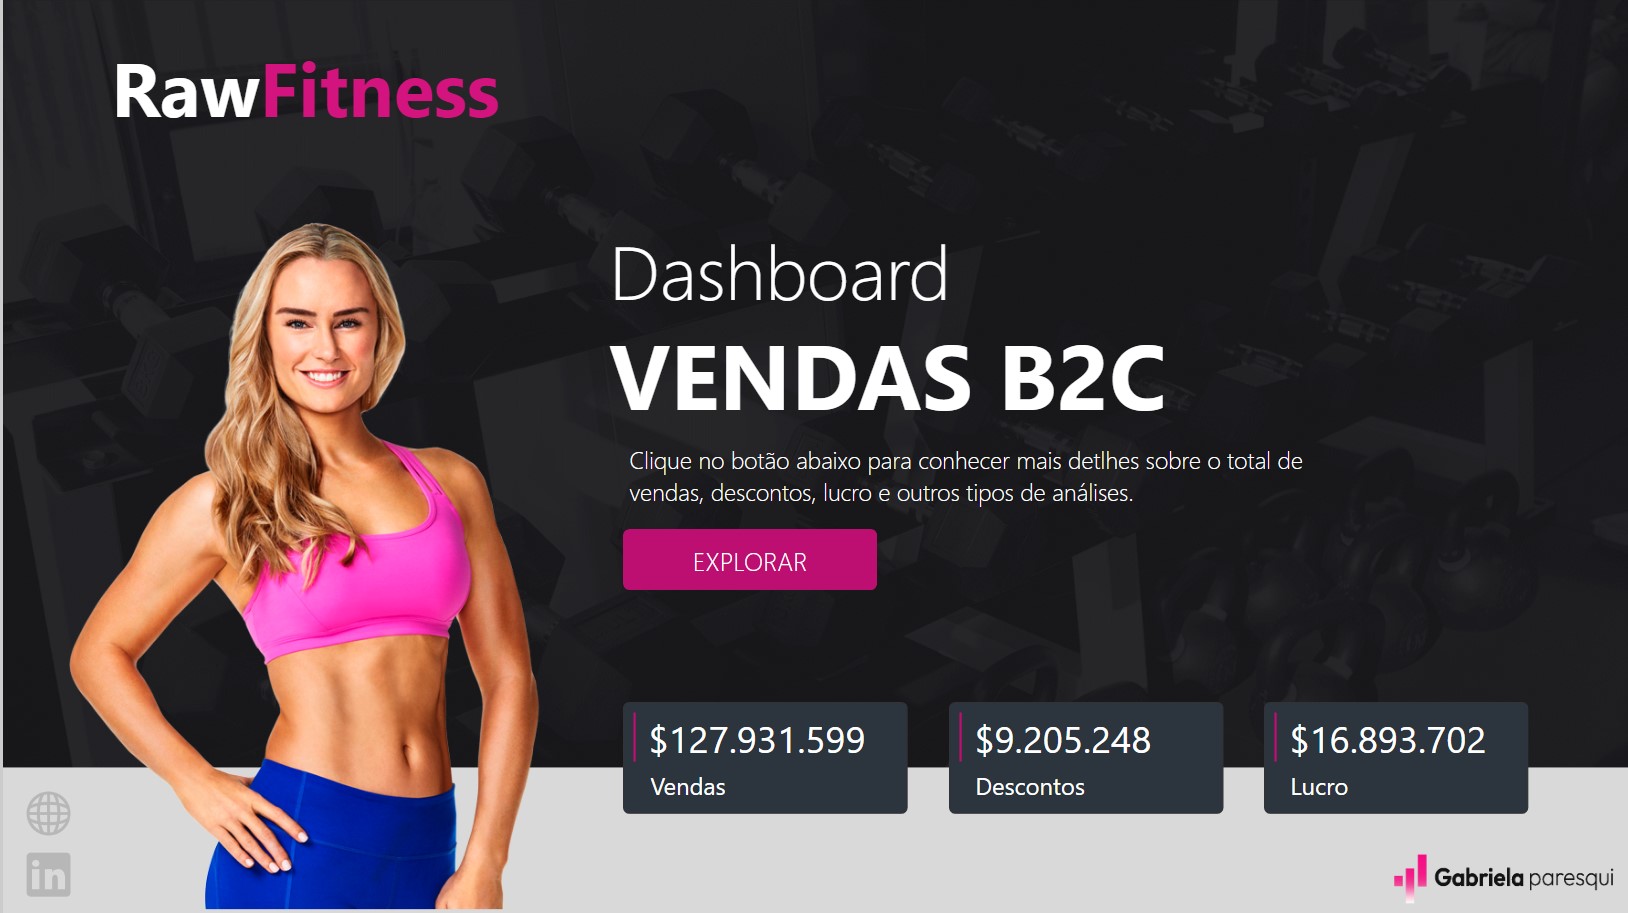 RawFitness
Dashboard
VENDAS B2C
Clique no botão abaixo para conhecer mais detlhes sobre o total de
vendas, descontos, lucro e outros tipos de análises.
EXPLORAR
$127.931.599
Vendas
$9.205.248
Descontos
$16.893.702
Lucro
in
Gabriela paresqui